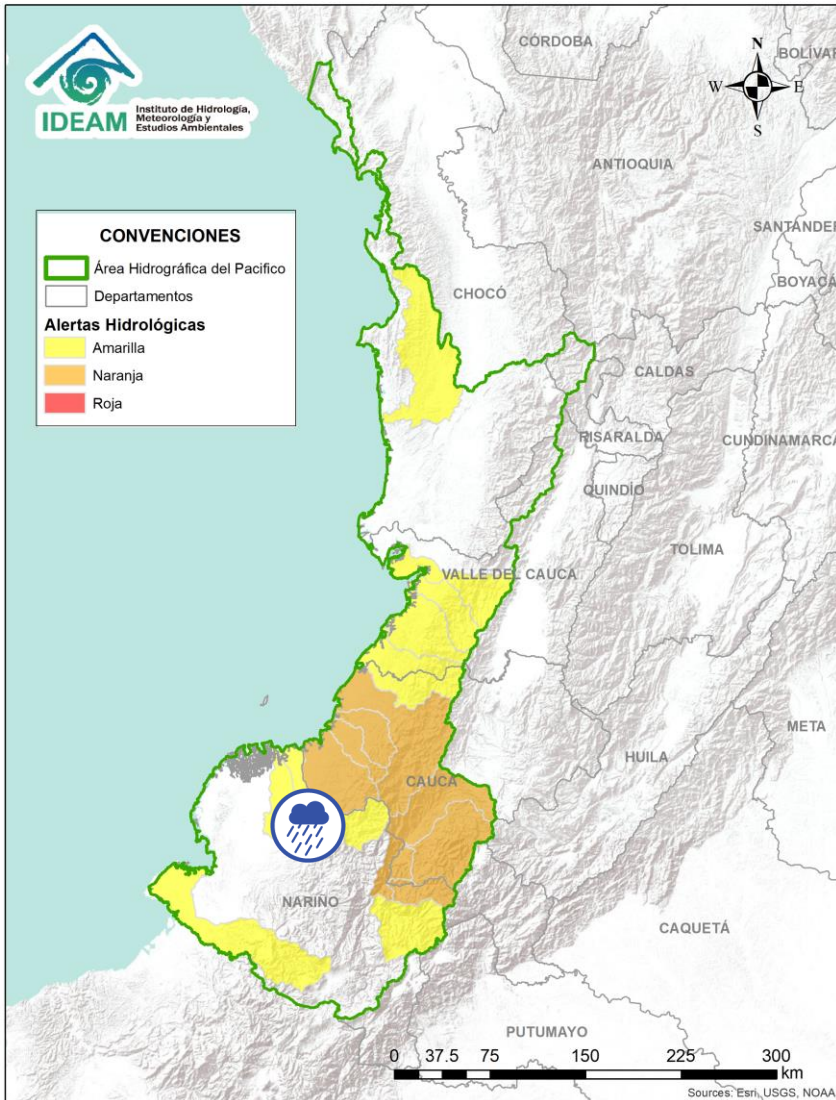 IDEAM
Instituto de Hidrología,
Meteorología y
Estudios Ambientales
N
W
E
S
CÓRDOBA
BOLÍVAR
ANTIOQUIA
SANTANDER
BOYACÁ
CHOCÓ
CALDAS
RISARALDA
CUNDINAMARCA
QUINDÍO
TOLIMA
VALLE DEL CAUCA
META
HUILA
CAUCA
NARIÑO
CAQUETÁ
PUTUMAYO
CONVENCIONES
Área Hidrográfica del Pacifico
Departamentos
Alertas Hidrológicas
Amarilla
Naranja
Roja
0 37.5 75 150 225 300
km
Sources: Esri, USGS, NOAA